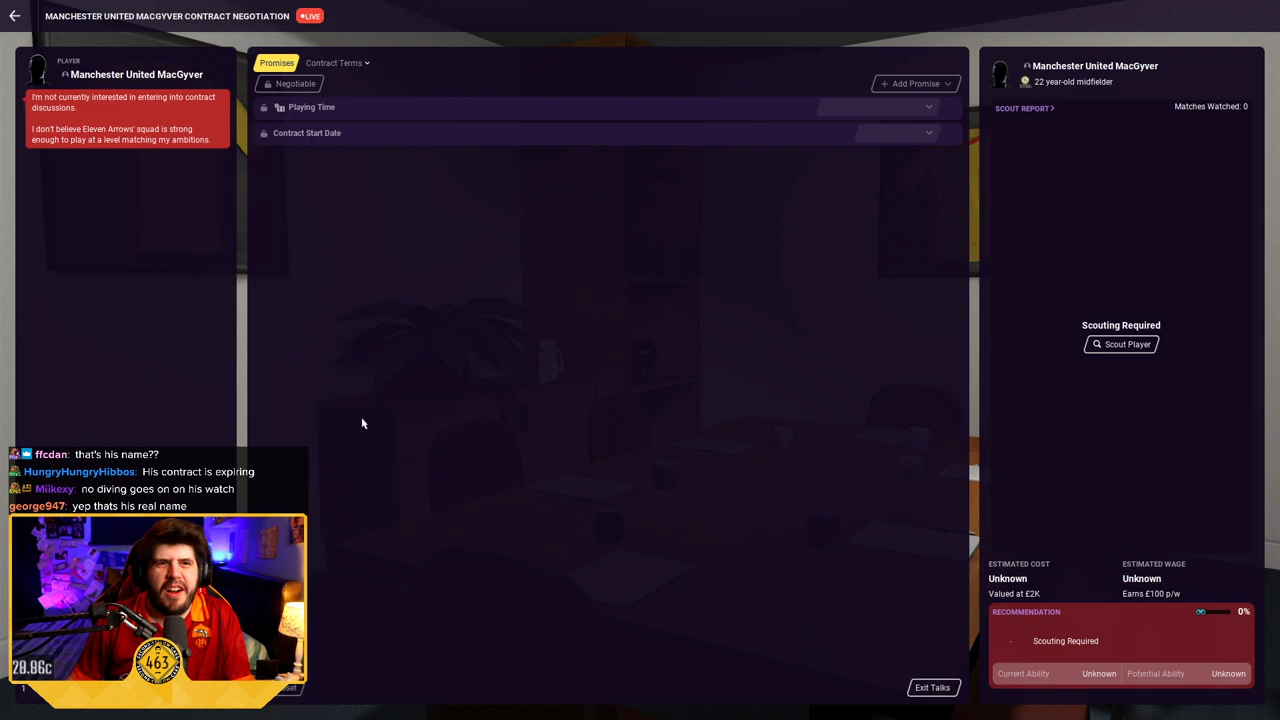 MANCHESTER UNITED MACGYVER CONTRACT NEGOTIATION
LIVE
PLAYER
Manchester United MacGyver
I'm not currently interested in entering into contract
discussions.
I don't believe Eleven Arrows' squad is strong
enough to play at a level matching my ambitions.
Promises
Contract Terms
Negotiable
Add Promise
Playing Time
Contract Start Date
Manchester United MacGyver
22 year-old midfielder
SCOUT REPORT
Matches Watched: 0
Scouting Required
Scout Player
ESTIMATED COST
ESTIMATED WAGE
Unknown
Unknown
Valued at £2K
Earns £100 p/w
RECOMMENDATION
0%
- Scouting Required
Current Ability
Unknown
Potential Ability
Unknown
Exit Talks
ffcdan: that's his name??
HungryHungryHibbos: His contract is expiring
Miikexy: no diving goes on on his watch
george947: yep thats his real name
463
28.86c
1